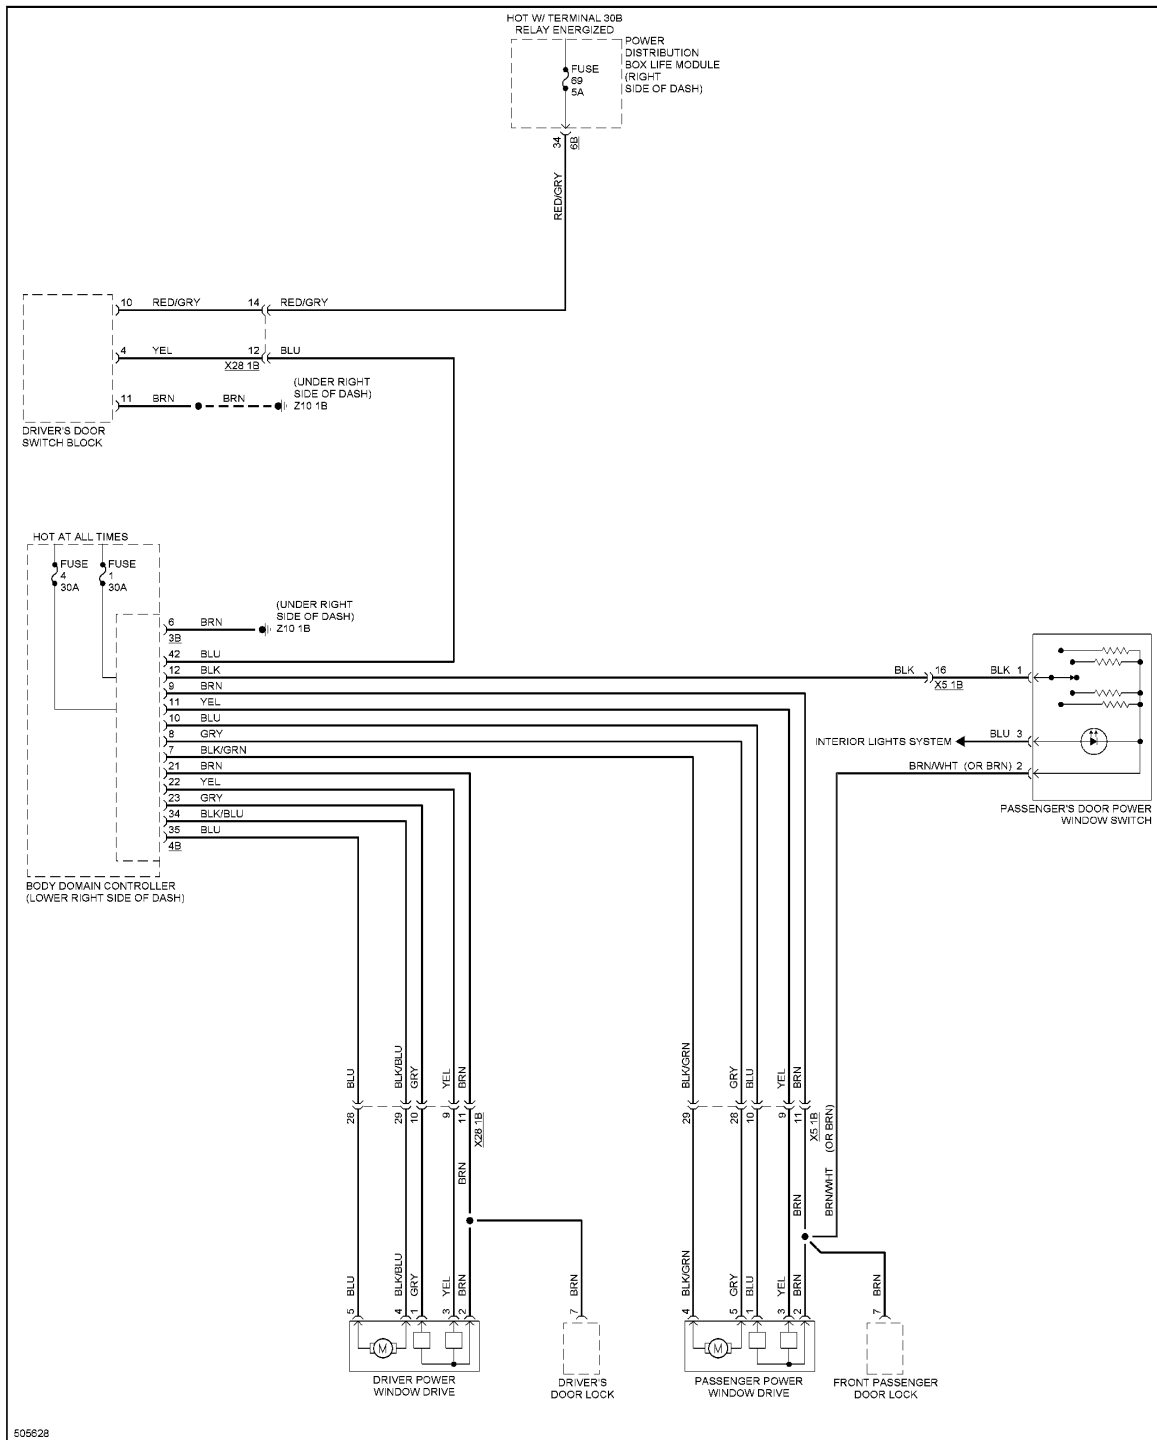 HOT W/ TERMINAL 30B
RELAY ENERGIZED
POWER
DISTRIBUTION
BOX LIFE MODULE
(RIGHT
SIDE OF DASH)
FUSE
69
5A
34
6B
RED/GRY
10 RED/GRY 14 RED/GRY
4 YEL 12 BLU
X28 1B
11 BRN BRN
(UNDER RIGHT
SIDE OF DASH)
Z10 1B
DRIVER'S DOOR
SWITCH BLOCK
HOT AT ALL TIMES
FUSE
4
30A
FUSE
1
30A
(UNDER RIGHT
SIDE OF DASH)
Z10 1B
6 BRN
3B
42 BLU
12 BLK
9 BRN
11 YEL
10 BLU
8 GRY
7 BLK/GRN
21 BRN
22 YEL
23 GRY
34 BLK/BLU
35 BLU
4B
BODY DOMAIN CONTROLLER
(LOWER RIGHT SIDE OF DASH)
BLK 16 BLK 1
X5 1B
INTERIOR LIGHTS SYSTEM BLU 3
BRN/WHT (OR BRN) 2
PASSENGER'S DOOR POWER
WINDOW SWITCH
BLU BLK/BLU GRY YEL BRN
28 29 10 9 11 X28 1B
BRN
BLU BLK/BLU GRY YEL BRN
5 4 1 3 2
BRN
7
DRIVER POWER
WINDOW DRIVE
M
DRIVER'S
DOOR LOCK
BLK/GRN GRY BLU YEL BRN
29 28 10 9 11 X5 1B
BRN
BRN/WHT (OR BRN)
BLK/GRN GRY BLU YEL BRN
4 5 1 3 2
BRN
7
M
PASSENGER POWER
WINDOW DRIVE
FRONT PASSENGER
DOOR LOCK
505628